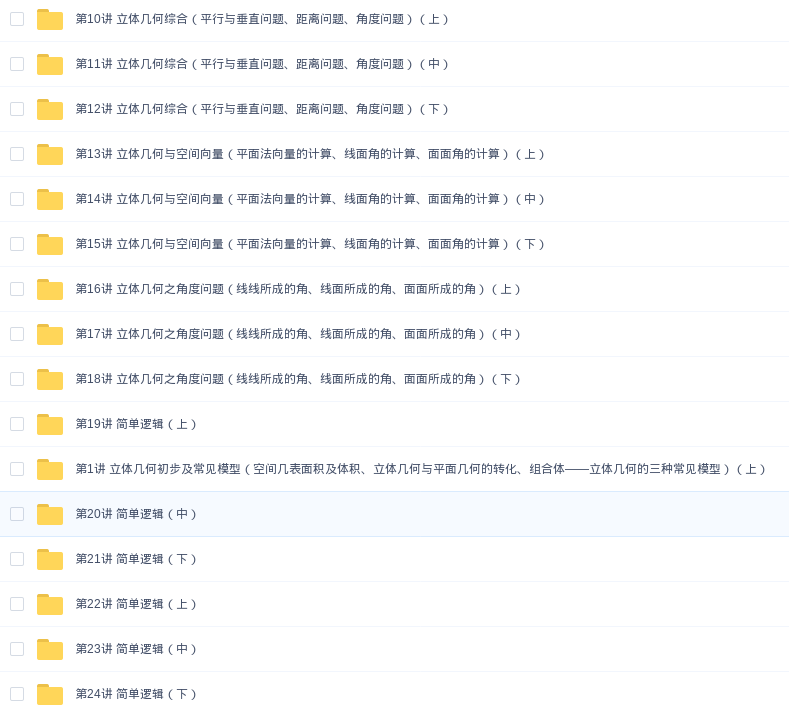 第10讲 立体几何综合（平行与垂直问题、距离问题、角度问题）（上）
第11讲 立体几何综合（平行与垂直问题、距离问题、角度问题）（中）
第12讲 立体几何综合（平行与垂直问题、距离问题、角度问题）（下）
第13讲 立体几何与空间向量（平面法向量的计算、线面角的计算、面面角的计算）（上）
第14讲 立体几何与空间向量（平面法向量的计算、线面角的计算、面面角的计算）（中）
第15讲 立体几何与空间向量（平面法向量的计算、线面角的计算、面面角的计算）（下）
第16讲 立体几何之角度问题（线线所成的角、线面所成的角、面面所成的角）（上）
第17讲 立体几何之角度问题（线线所成的角、线面所成的角、面面所成的角）（中）
第18讲 立体几何之角度问题（线线所成的角、线面所成的角、面面所成的角）（下）
第19讲 简单逻辑（上）
第1讲 立体几何初步及常见模型（空间几表面积及体积、立体几何与平面几何的转化、组合体——立体几何的三种常见模型）（上）
第20讲 简单逻辑（中）
第21讲 简单逻辑（下）
第22讲 简单逻辑（上）
第23讲 简单逻辑（中）
第24讲 简单逻辑（下）